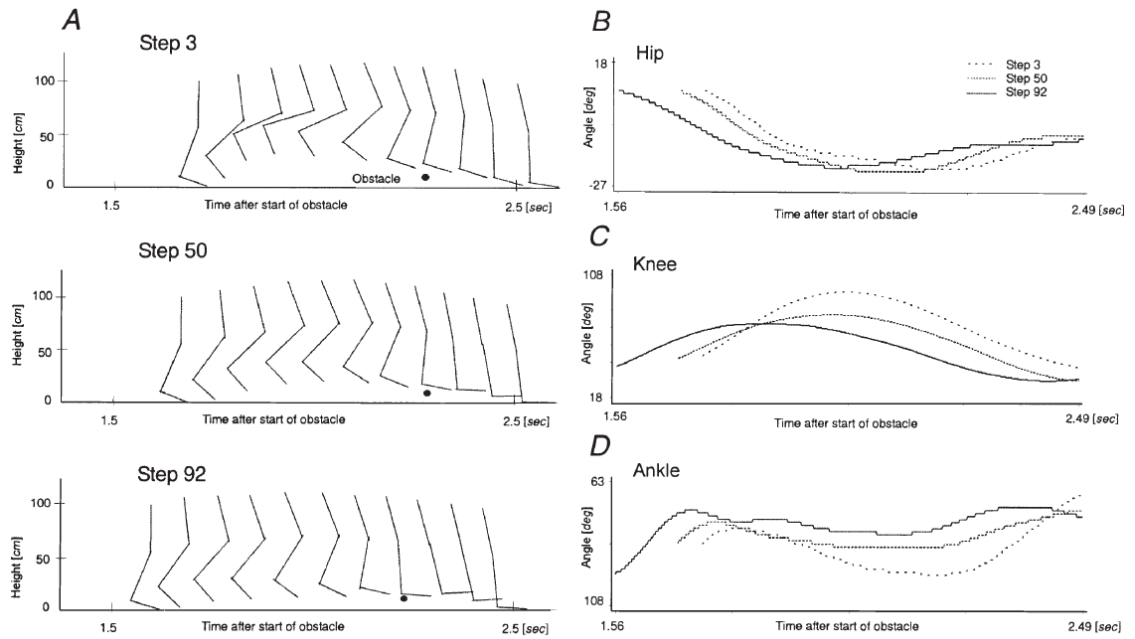 A
Step 3
Height [cm]
100
50
0
Obstacle
1.5
Time after start of obstacle
2.5 [sec]
Step 50
Height [cm]
100
50
0
1.5
Time after start of obstacle
2.5 [sec]
Step 92
Height [cm]
100
50
0
1.5
Time after start of obstacle
2.5 [sec]
B
Hip
18
Angle [deg]
-27
Step 3
Step 50
Step 92
1.56
Time after start of obstacle
2.49 [sec]
C
Knee
108
Angle [deg]
18
1.56
Time after start of obstacle
2.49 [sec]
D
Ankle
63
Angle [deg]
108
1.56
Time after start of obstacle
2.49 [sec]